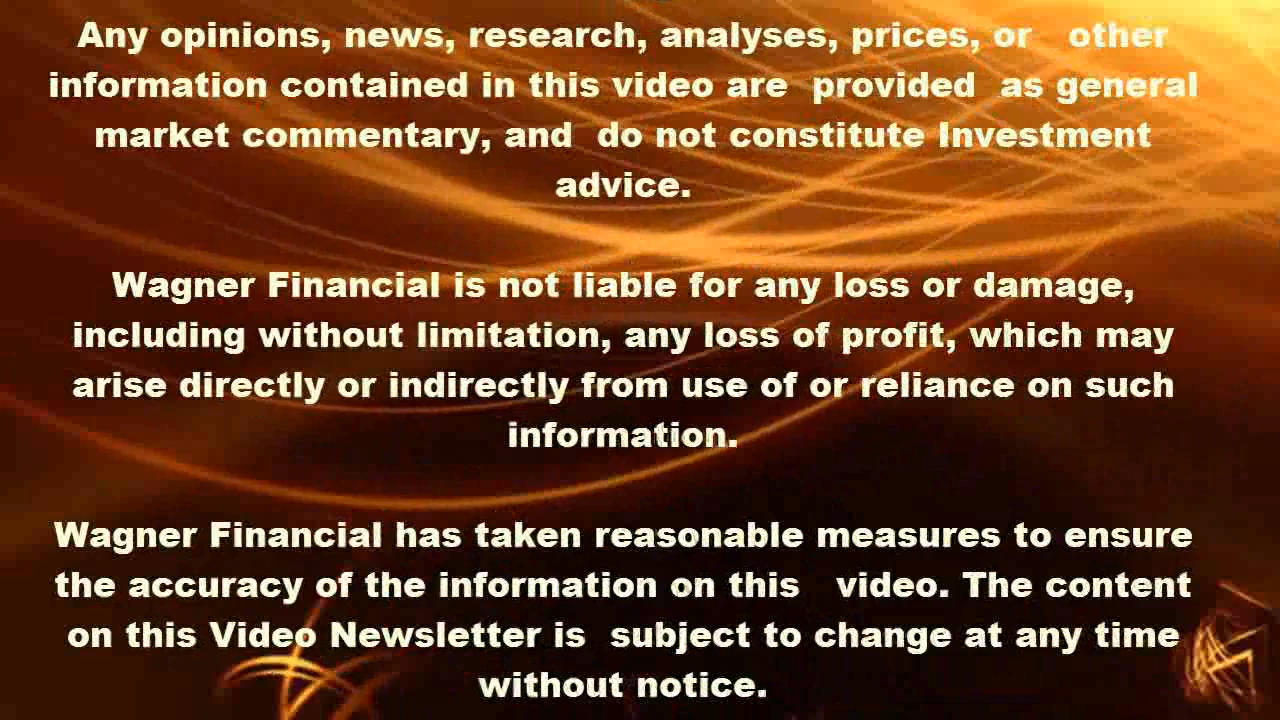 Any opinions, news, research, analyses, prices, or other
information contained in this video are provided as general
market commentary, and do not constitute Investment
advice.
Wagner Financial is not liable for any loss or damage,
including without limitation, any loss of profit, which may
arise directly or indirectly from use of or reliance on such
information.
Wagner Financial has taken reasonable measures to ensure
the accuracy of the information on this video. The content
on this Video Newsletter is subject to change at any time
without notice.